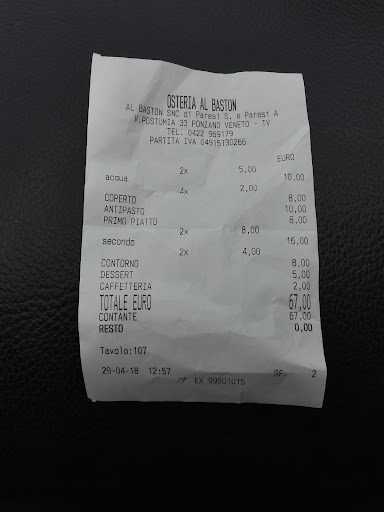 OSTERIA AL BASTON
AL BASTON SNC di Paresi S. e Paresi A
V.POSTUMIA 33 PONZANO VENETO - TV
TEL. 0422 969179
PARTITA IVA 04915130266
EURO
2x 5,00
acqua 10,00
4x 2,00
COPERTO 8,00
ANTIPASTO 10,00
PRIMO PIATTO 8,00
2x 8,00
secondo 16,00
2x 4,00
CONTORNO 8,00
DESSERT 5,00
CAFFETTERIA 2,00
TOTALE EURO 67,00
CONTANTE 67,00
RESTO 0,00
Tavolo:107
29-04-18 12:57 SF. 2
EX 99501015